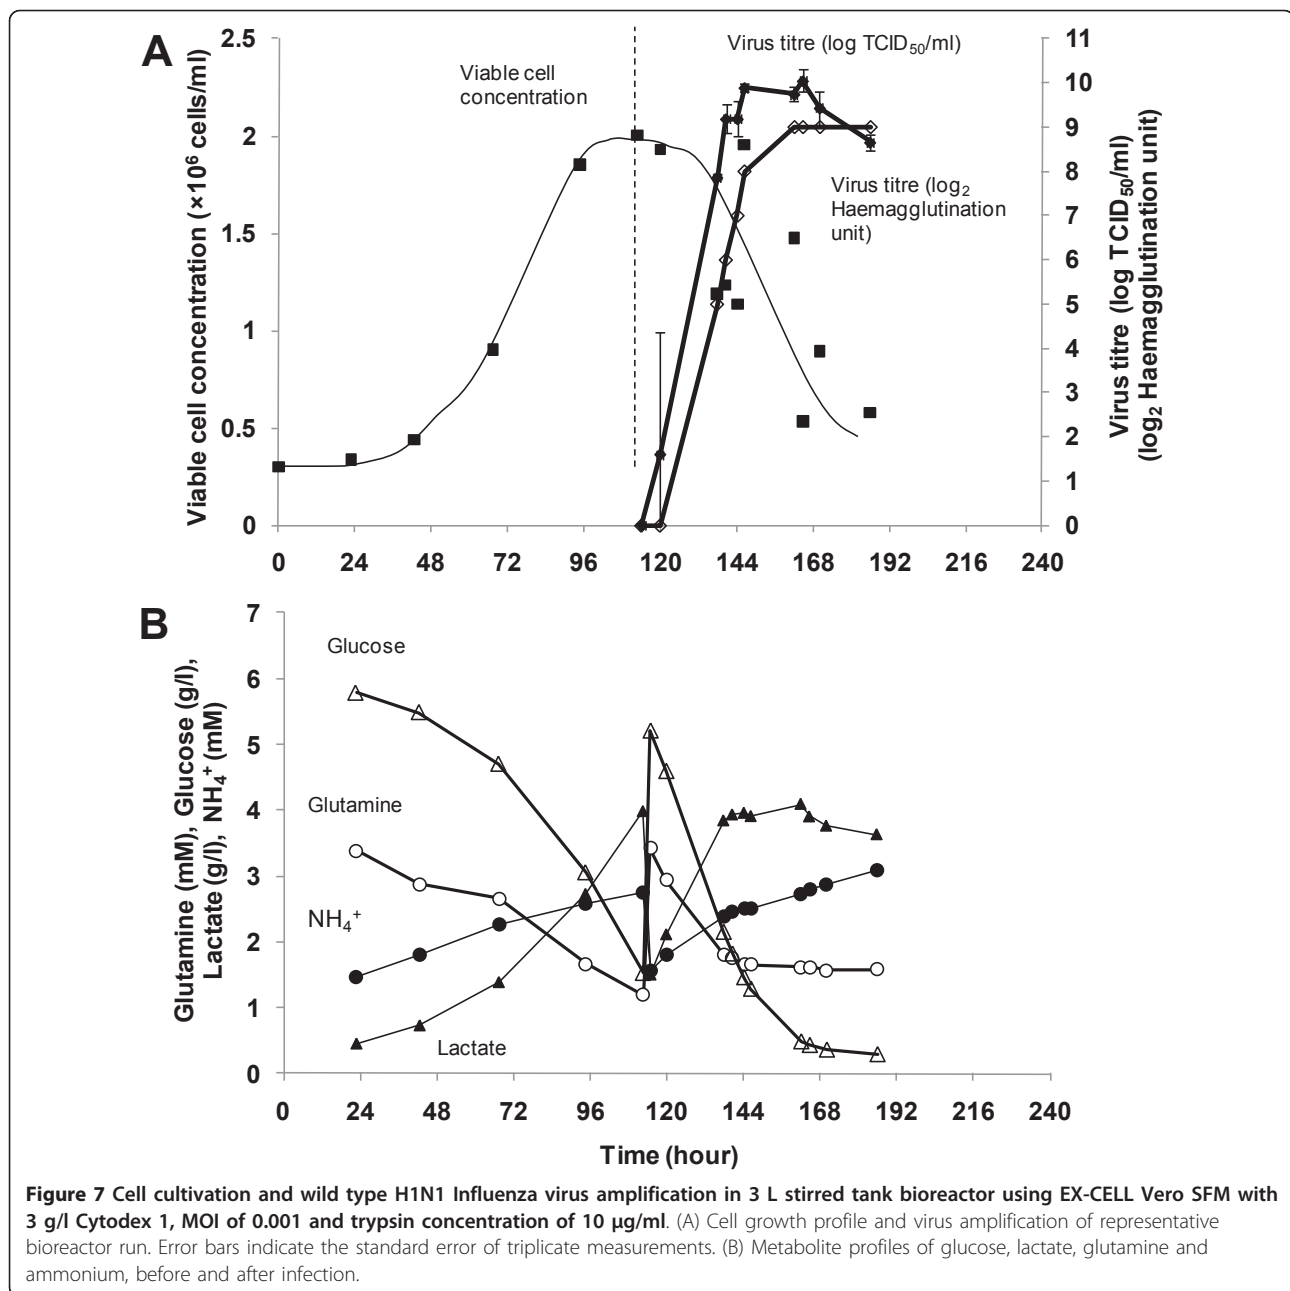 A
Viable cell concentration (×10⁶ cells/ml)
2.5
2
1.5
1
0.5
0
Viable cell
concentration
Virus titre (log TCID₅₀/ml)
Virus titre (log₂
Haemagglutination
unit)
11
10
9
8
7
6
5
4
3
2
1
0
Virus titre (log TCID₅₀/ml)
(log₂ Haemagglutination unit)
0 24 48 72 96 120 144 168 192 216 240
B
Glutamine (mM), Glucose (g/l),
Lactate (g/l), NH₄⁺ (mM)
7
6
5
4
3
2
1
0
Glucose
Glutamine
NH₄⁺
Lactate
0 24 48 72 96 120 144 168 192 216 240
Time (hour)
Figure 7 Cell cultivation and wild type H1N1 Influenza virus amplification in 3 L stirred tank bioreactor using EX-CELL Vero SFM with
3 g/l Cytodex 1, MOI of 0.001 and trypsin concentration of 10 μg/ml. (A) Cell growth profile and virus amplification of representative
bioreactor run. Error bars indicate the standard error of triplicate measurements. (B) Metabolite profiles of glucose, lactate, glutamine and
ammonium, before and after infection.